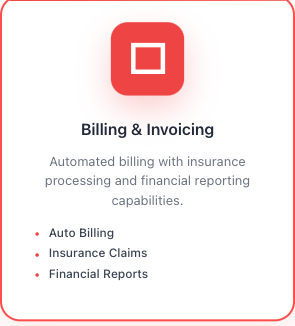 Billing & Invoicing
Automated billing with insurance
processing and financial reporting
capabilities.
• Auto Billing
• Insurance Claims
• Financial Reports